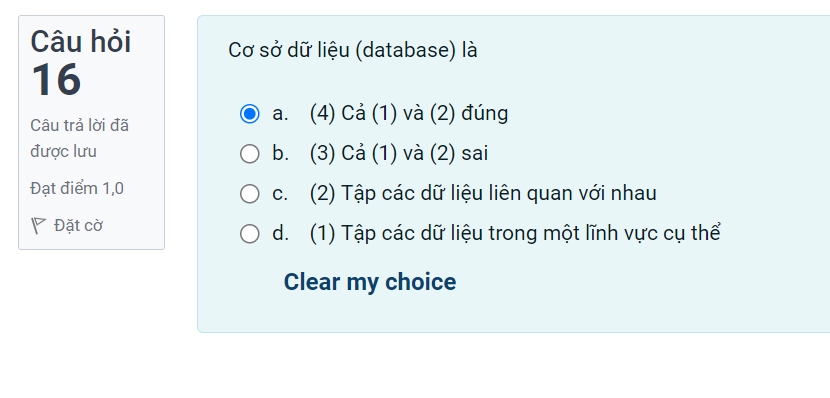 Câu hỏi
16
Câu trả lời đã
được lưu
Đạt điểm 1,0
Đặt cờ
Cơ sở dữ liệu (database) là
a. (4) Cả (1) và (2) đúng
b. (3) Cả (1) và (2) sai
c. (2) Tập các dữ liệu liên quan với nhau
d. (1) Tập các dữ liệu trong một lĩnh vực cụ thể
Clear my choice